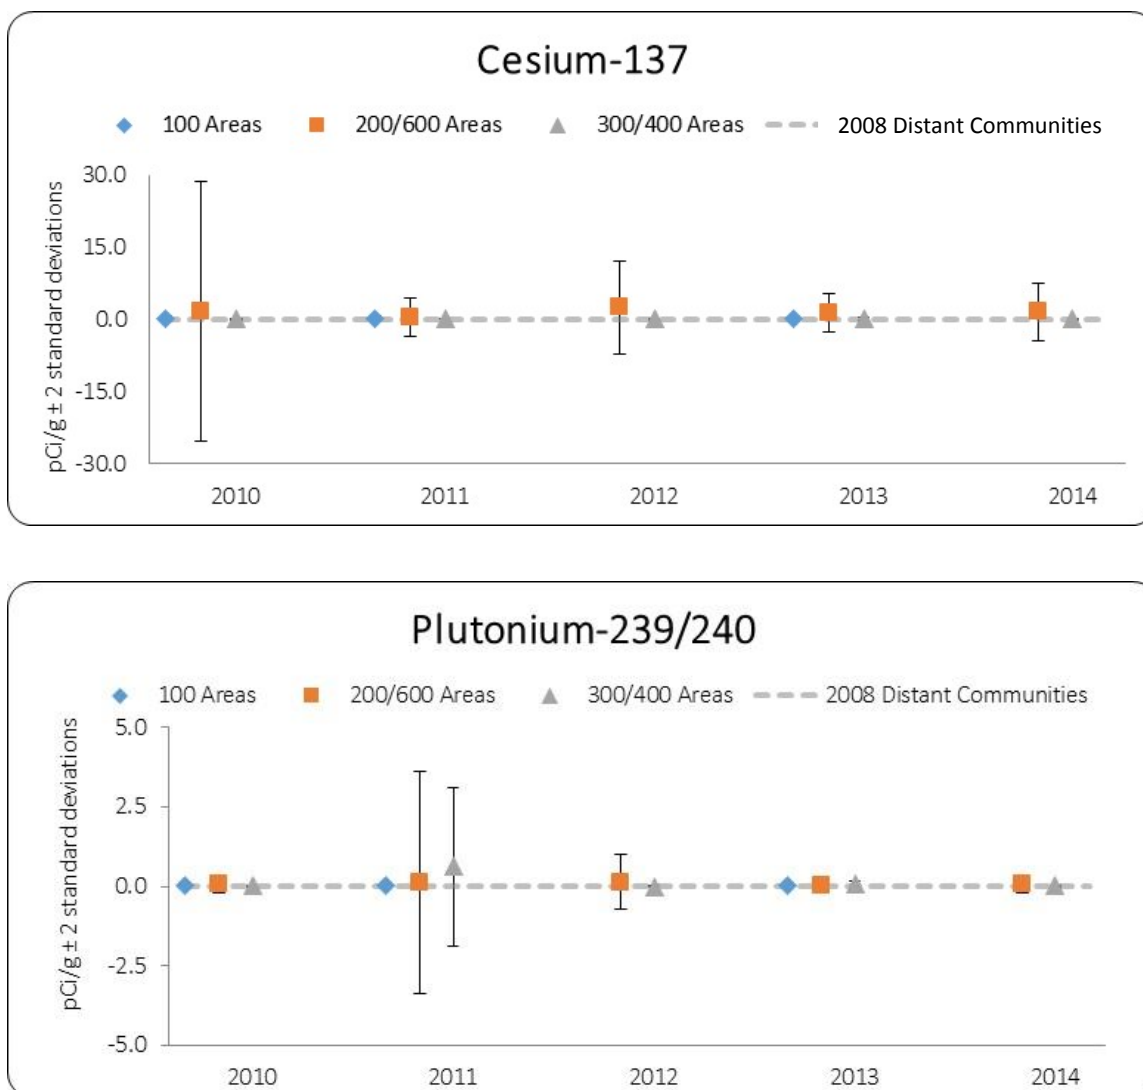 Cesium-137
100 Areas 200/600 Areas 300/400 Areas 2008 Distant Communities
pCi/g ± 2 standard deviations
30.0
15.0
0.0
-15.0
-30.0
2010 2011 2012 2013 2014
Plutonium-239/240
100 Areas 200/600 Areas 300/400 Areas 2008 Distant Communities
pCi/g ± 2 standard deviations
5.0
2.5
0.0
-2.5
-5.0
2010 2011 2012 2013 2014